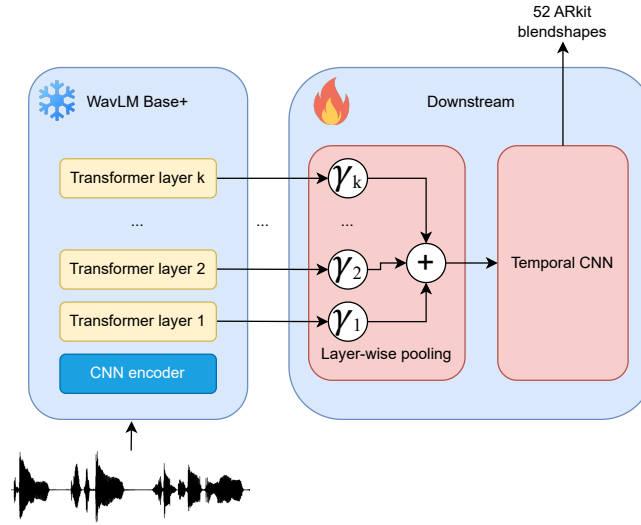 52 ARkit
blendshapes
WavLM Base+
Downstream
Transformer layer k
γk
...
...
...
Transformer layer 2
γ2
+
Temporal CNN
Transformer layer 1
γ1
Layer-wise pooling
CNN encoder